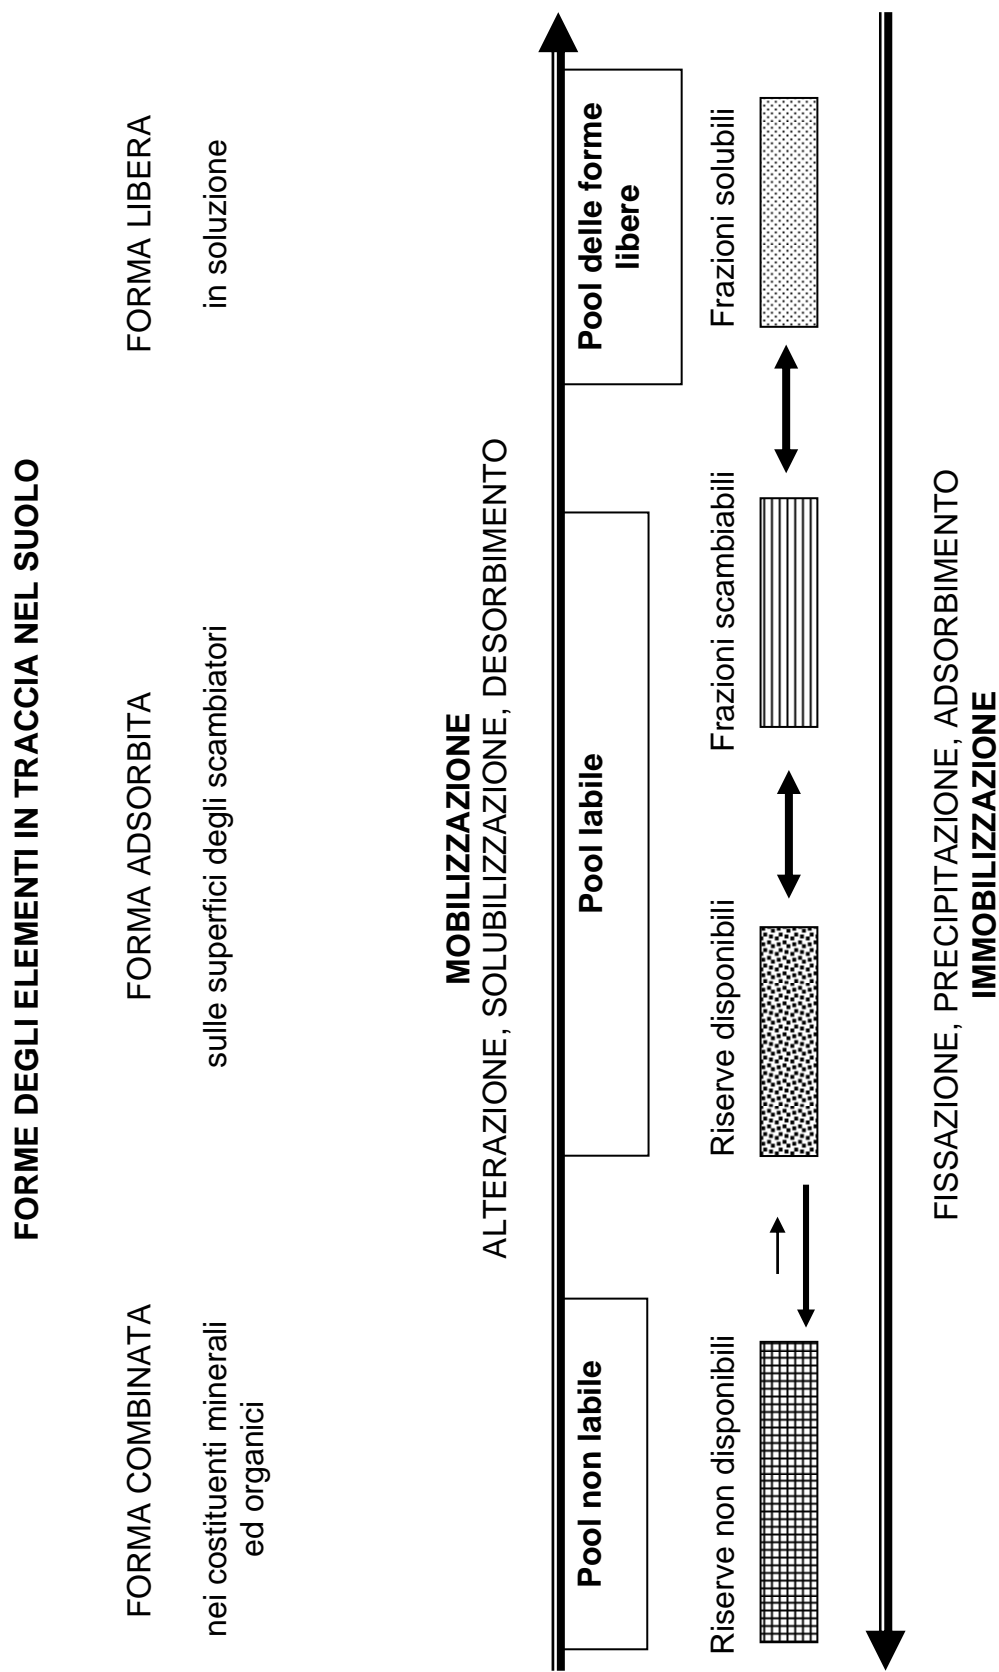 FORME DEGLI ELEMENTI IN TRACCIA NEL SUOLO
FORMA COMBINATA
nei costituenti minerali
ed organici
FORMA ADSORBITA
sulle superfici degli scambiatori
FORMA LIBERA
in soluzione
MOBILIZZAZIONE
ALTERAZIONE, SOLUBILIZZAZIONE, DESORBIMENTO
Pool non labile
Pool labile
Pool delle forme
libere
Riserve non disponibili
Riserve disponibili
Frazioni scambiabili
Frazioni solubili
FISSAZIONE, PRECIPITAZIONE, ADSORBIMENTO
IMMOBILIZZAZIONE